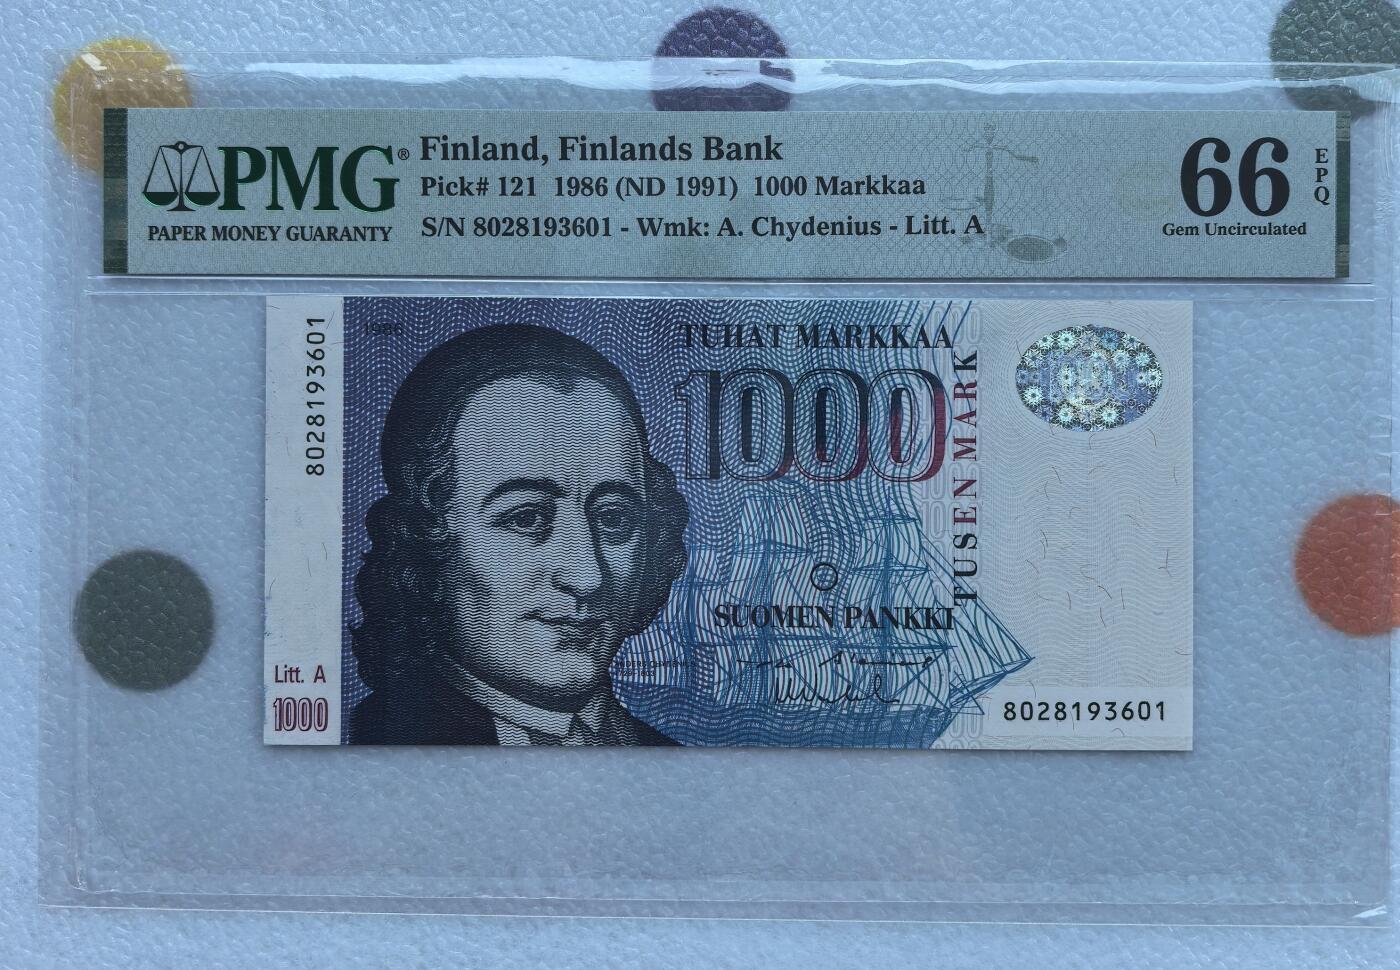 PMG®
PAPER MONEY GUARANTY
Finland, Finlands Bank
Pick# 121 1986 (ND 1991) 1000 Markkaa
S/N 8028193601 - Wmk: A. Chydenius - Litt. A
66
EPQ
Gem Uncirculated
8028193601
1986
TUHAT MARKKAA
1000
TUSEN MARK
SUOMEN PANKKI
Litt. A
1000
8028193601